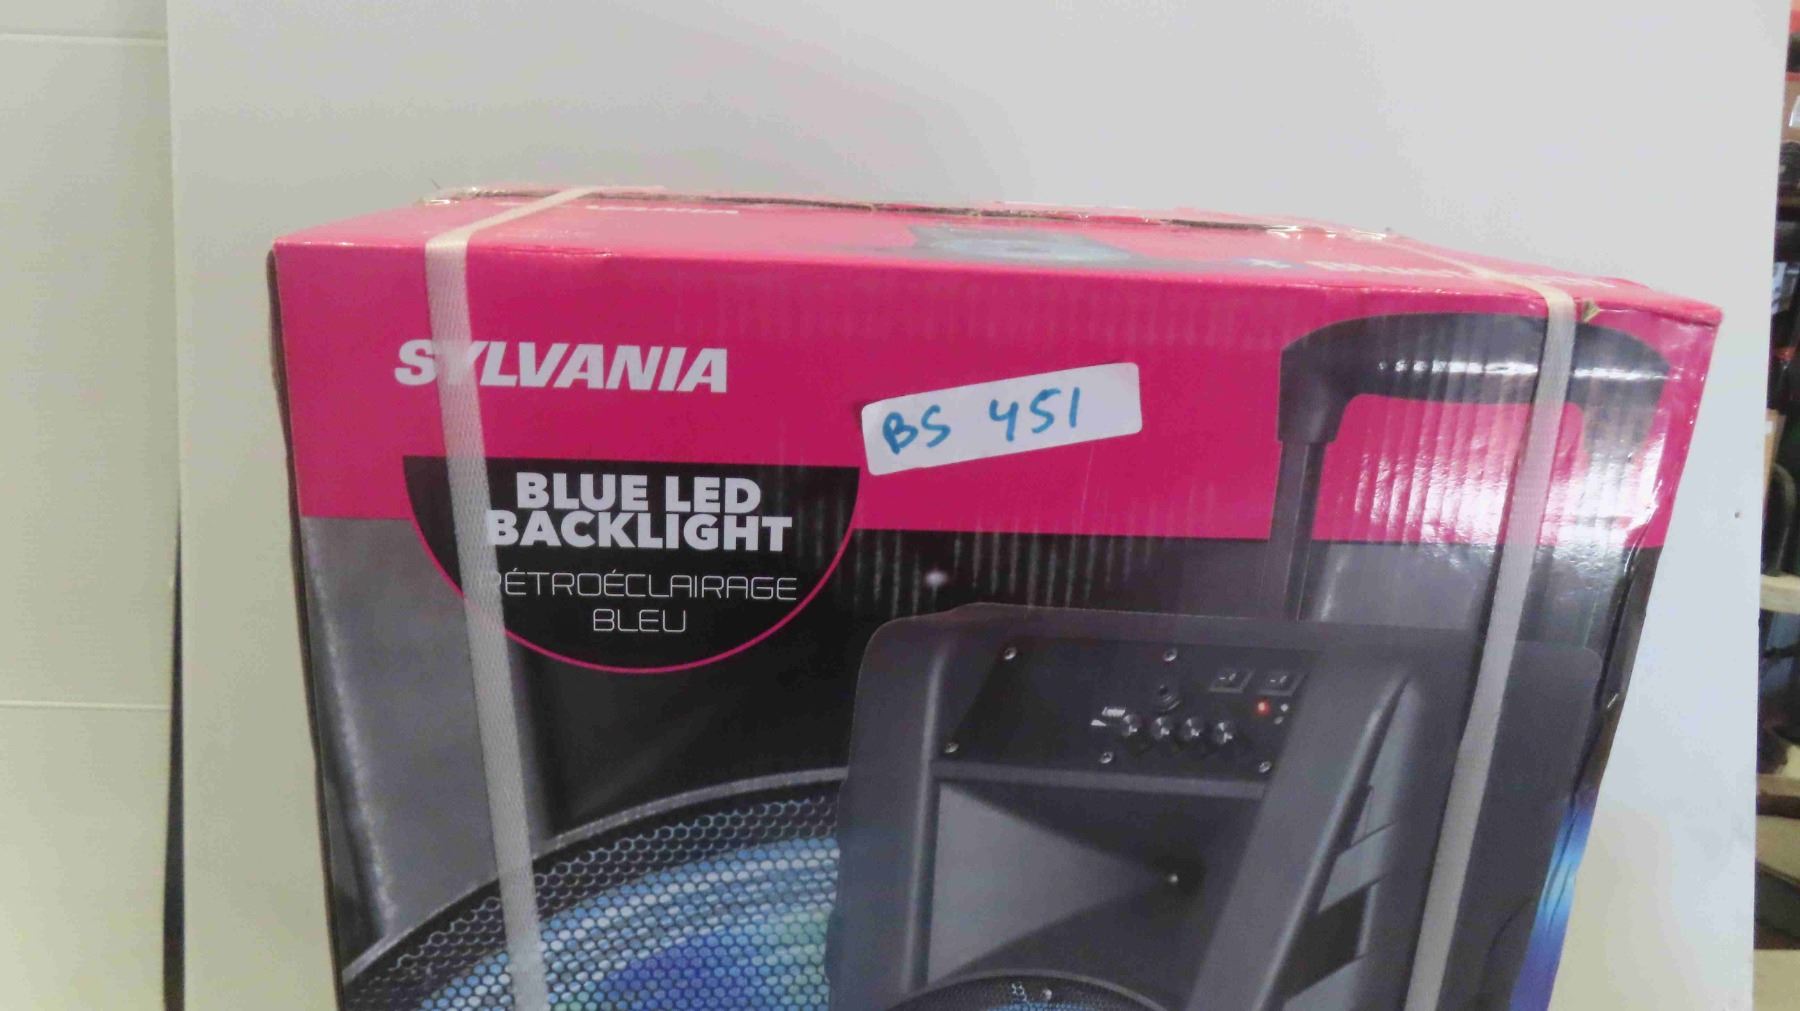 SYLVANIA
BS 451
BLUE LED
BACKLIGHT
RÉTROÉCLAIRAGE
BLEU